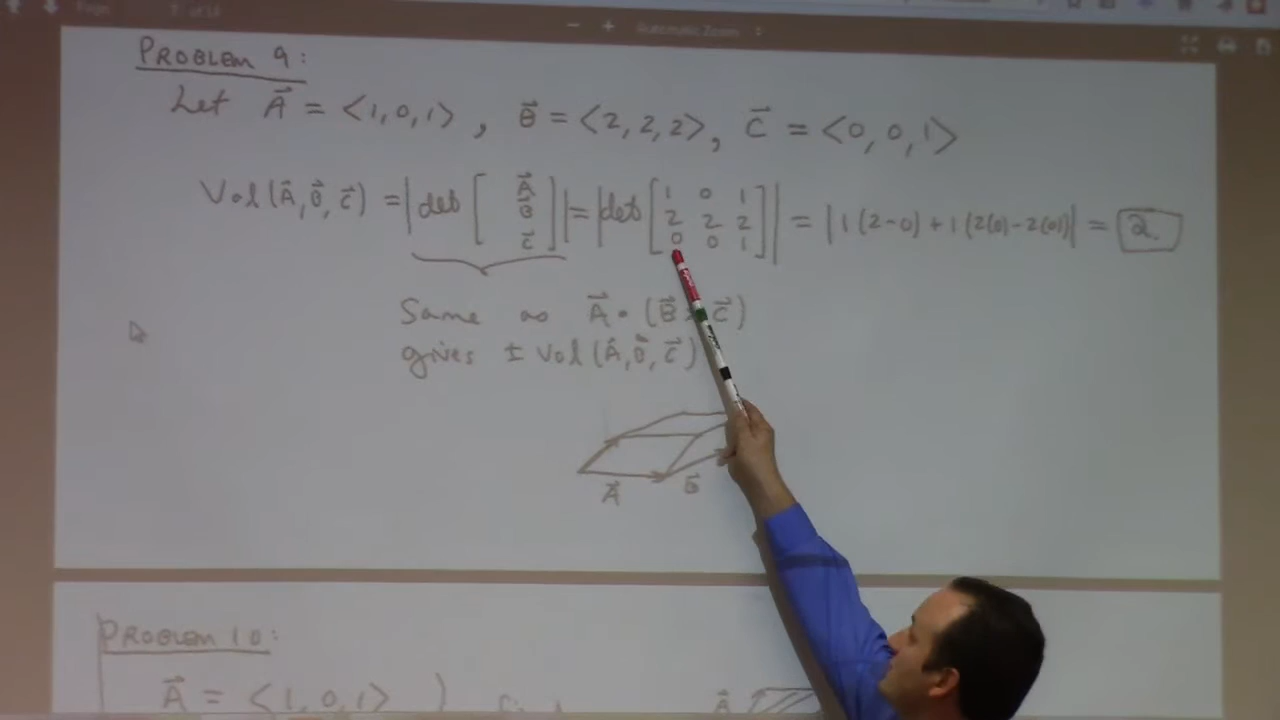 Automatic Zoom
PROBLEM 9:
Let A⃗ = <1,0,1>, B⃗ = <2,2,2>, C⃗ = <0,0,1>
Vol(A⃗,B⃗,C⃗) = |det [A⃗ B⃗ C⃗]| = |det [1 0 1 2 2 2 0 0 1]| = |1(2-0)+1(2(0)-2(0))| = 2.
Same as A⃗•(B⃗ × C⃗)
gives ± Vol(A⃗,B⃗,C⃗)
A⃗ B⃗
PROBLEM 10:
A⃗ = <1,0,1>
A⃗